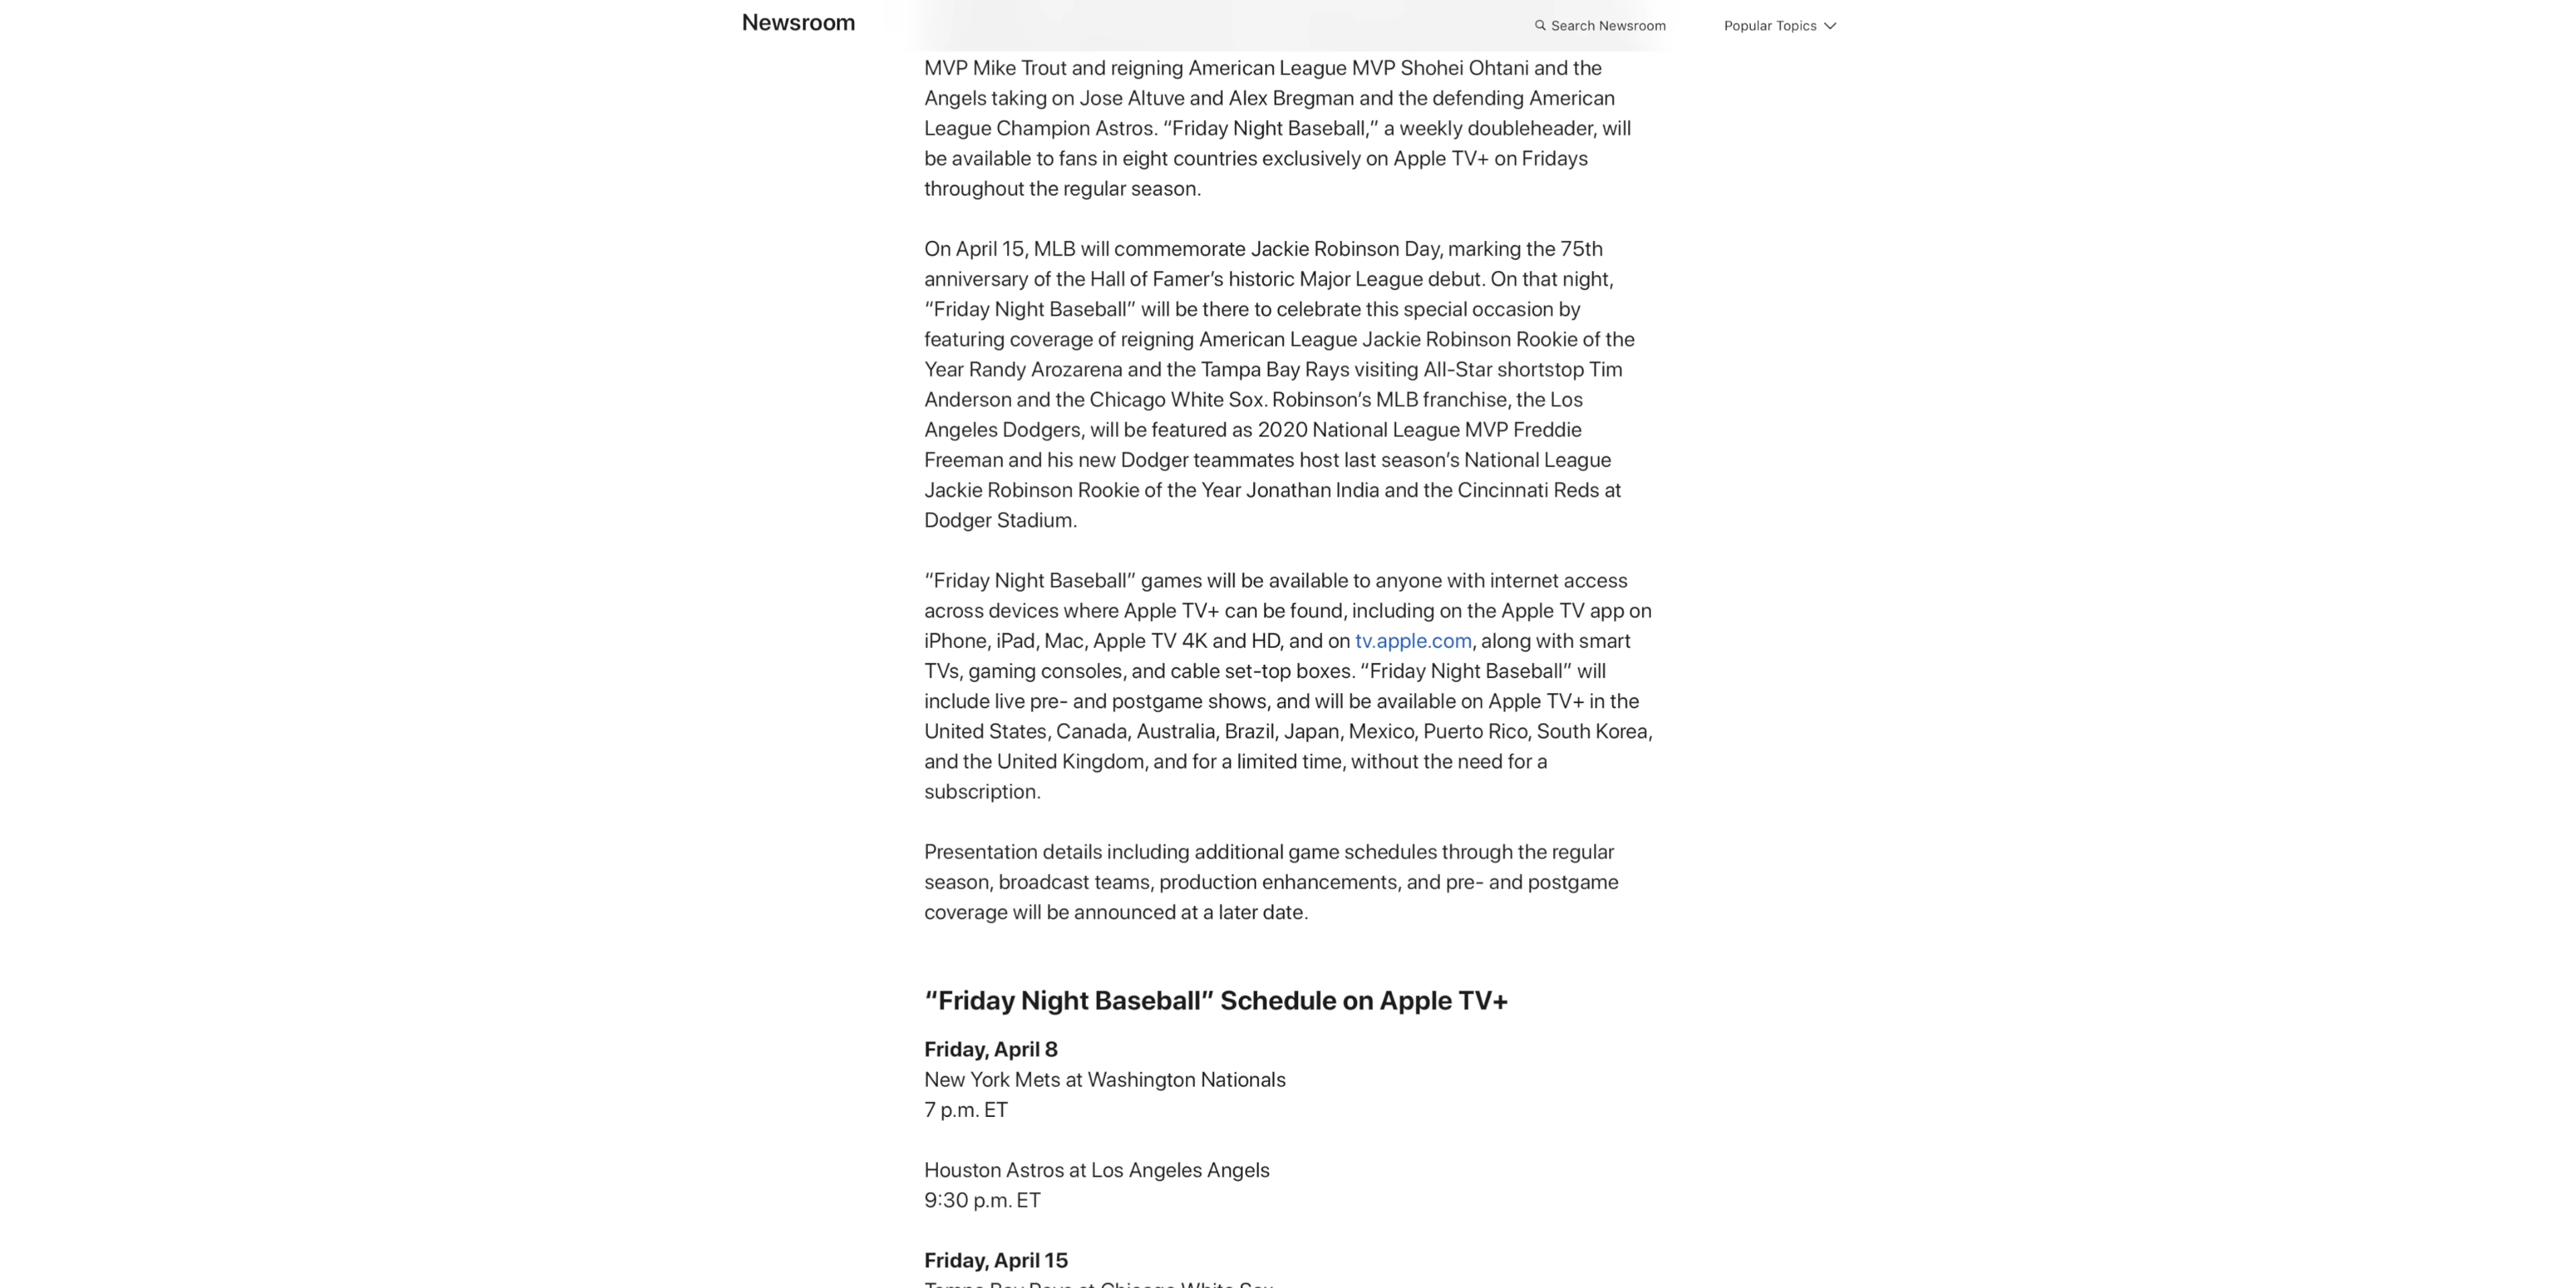 Newsroom
Search Newsroom
Popular Topics
MVP Mike Trout and reigning American League MVP Shohei Ohtani and the
Angels taking on Jose Altuve and Alex Bregman and the defending American
League Champion Astros. “Friday Night Baseball,” a weekly doubleheader, will
be available to fans in eight countries exclusively on Apple TV+ on Fridays
throughout the regular season.
On April 15, MLB will commemorate Jackie Robinson Day, marking the 75th
anniversary of the Hall of Famer’s historic Major League debut. On that night,
“Friday Night Baseball” will be there to celebrate this special occasion by
featuring coverage of reigning American League Jackie Robinson Rookie of the
Year Randy Arozarena and the Tampa Bay Rays visiting All-Star shortstop Tim
Anderson and the Chicago White Sox. Robinson’s MLB franchise, the Los
Angeles Dodgers, will be featured as 2020 National League MVP Freddie
Freeman and his new Dodger teammates host last season’s National League
Jackie Robinson Rookie of the Year Jonathan India and the Cincinnati Reds at
Dodger Stadium.
“Friday Night Baseball” games will be available to anyone with internet access
across devices where Apple TV+ can be found, including on the Apple TV app on
iPhone, iPad, Mac, Apple TV 4K and HD, and on tv.apple.com, along with smart
TVs, gaming consoles, and cable set-top boxes. “Friday Night Baseball” will
include live pre- and postgame shows, and will be available on Apple TV+ in the
United States, Canada, Australia, Brazil, Japan, Mexico, Puerto Rico, South Korea,
and the United Kingdom, and for a limited time, without the need for a
subscription.
Presentation details including additional game schedules through the regular
season, broadcast teams, production enhancements, and pre- and postgame
coverage will be announced at a later date.
“Friday Night Baseball” Schedule on Apple TV+
Friday, April 8
New York Mets at Washington Nationals
7 p.m. ET
Houston Astros at Los Angeles Angels
9:30 p.m. ET
Friday, April 15
Tampa Bay Rays at Chicago White Sox